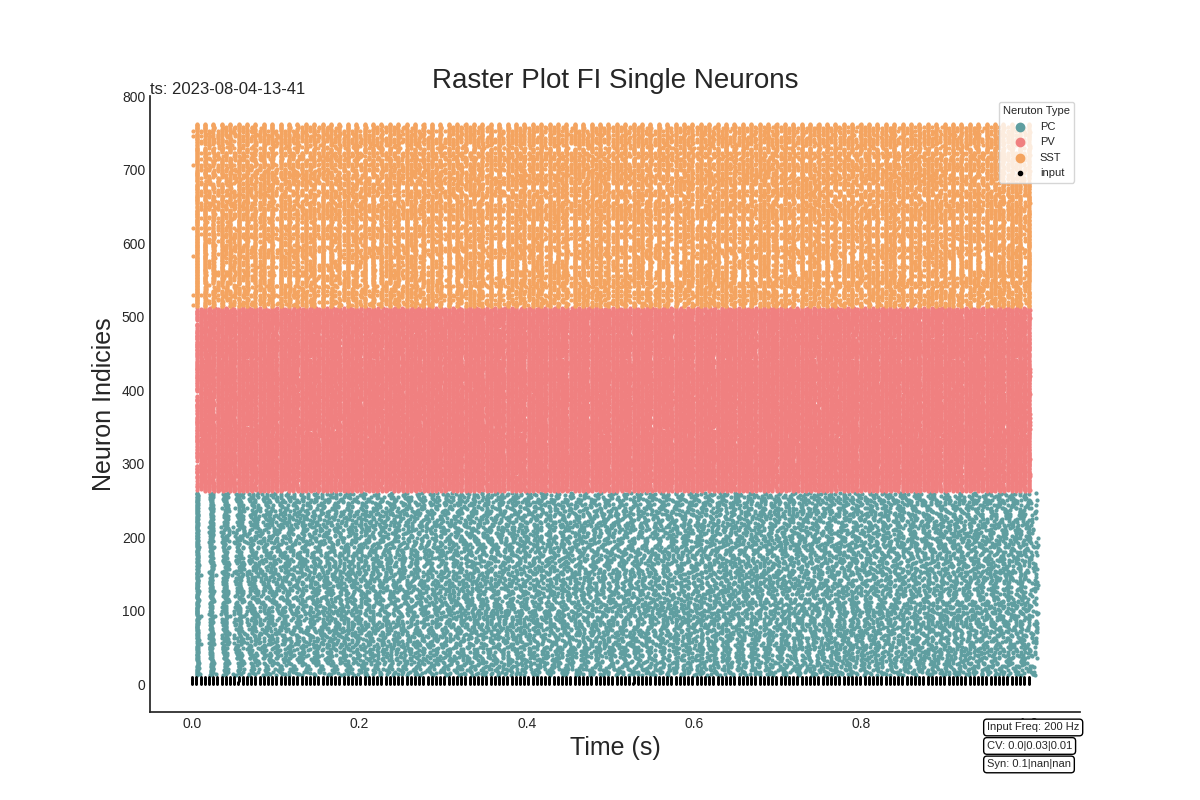 Raster Plot FI Single Neurons
ts: 2023-08-04-13-41
Neruton Type
PC
PV
SST
input
Neuron Indicies
800
700
600
500
400
300
200
100
0
0.0 0.2 0.4 0.6 0.8
Time (s)
Input Freq: 200 Hz
CV: 0.0|0.03|0.01
Syn: 0.1|nan|nan